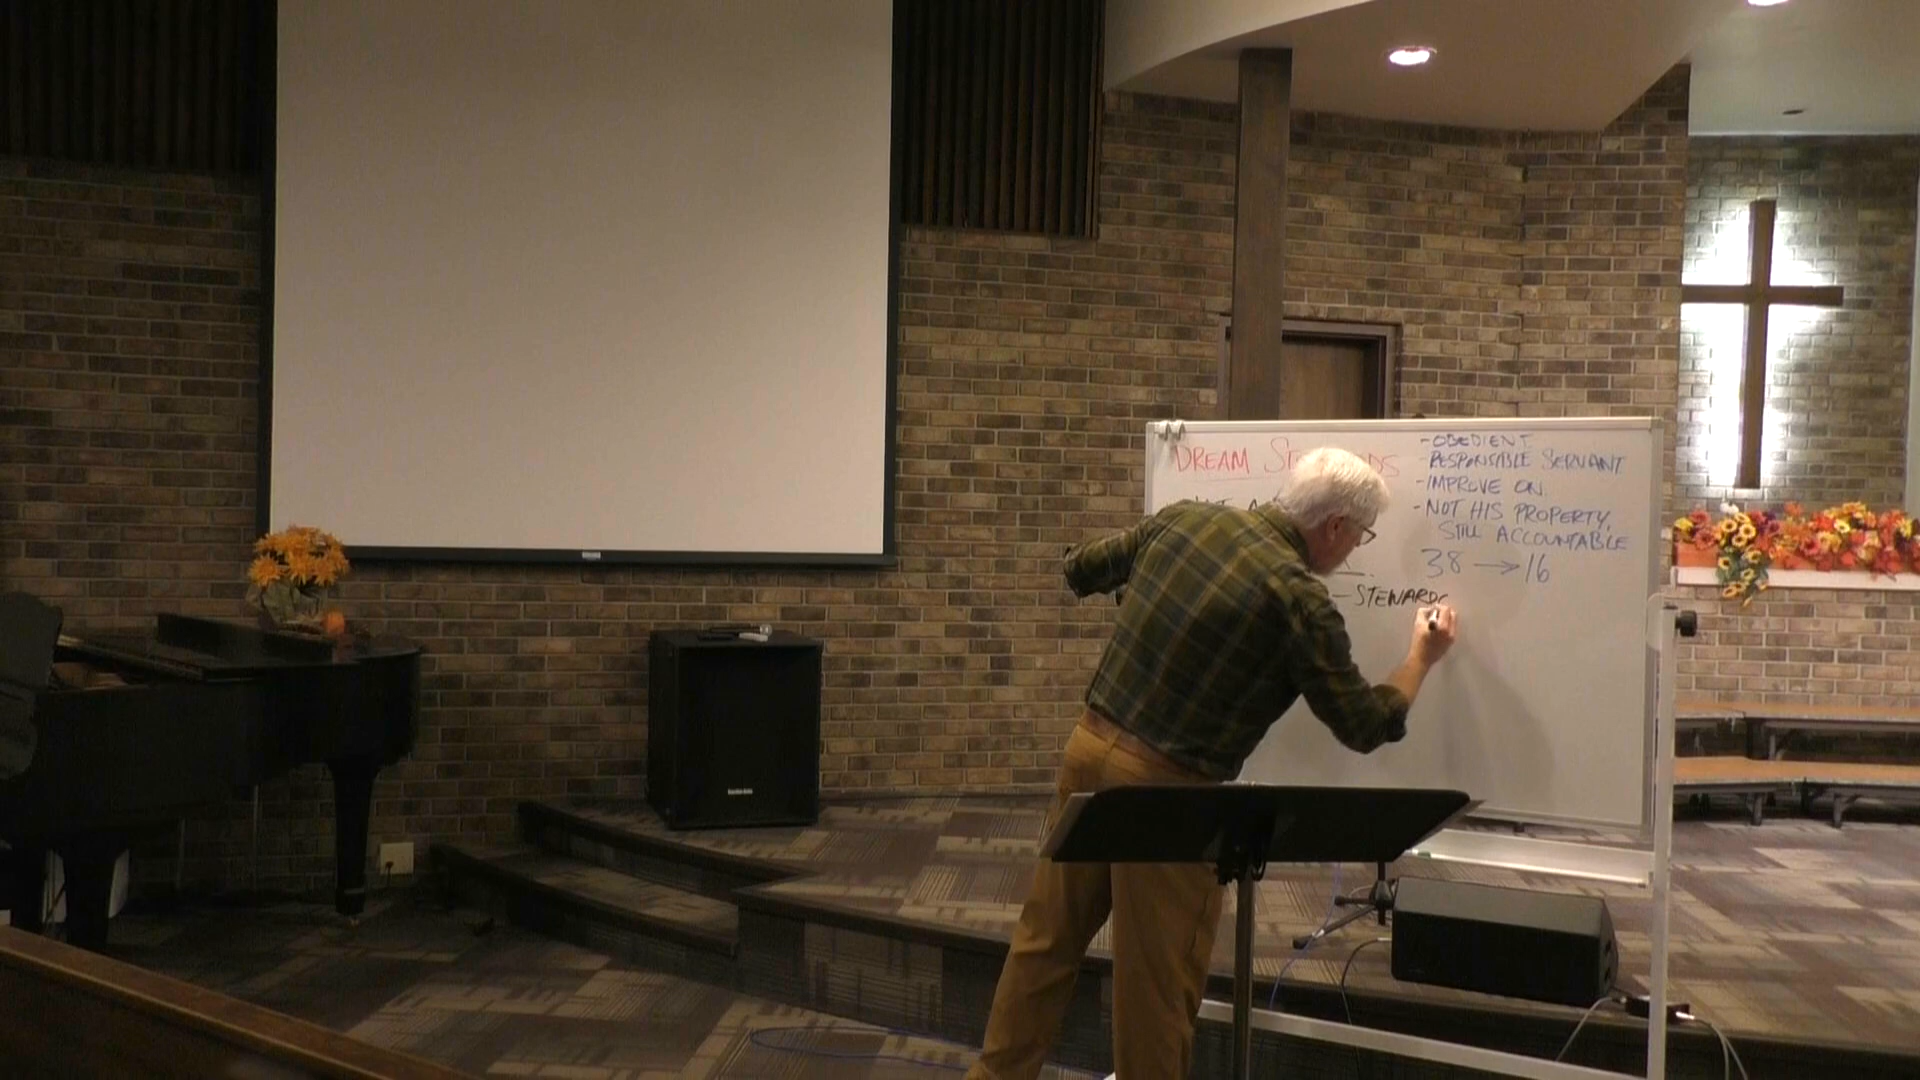 DREAM
- OBEDIENT
- RESPONSIBLE SERVANT
- IMPROVE ON
- NOT HIS PROPERTY,
STILL ACCOUNTABLE
38 → 16
- STEWARDS